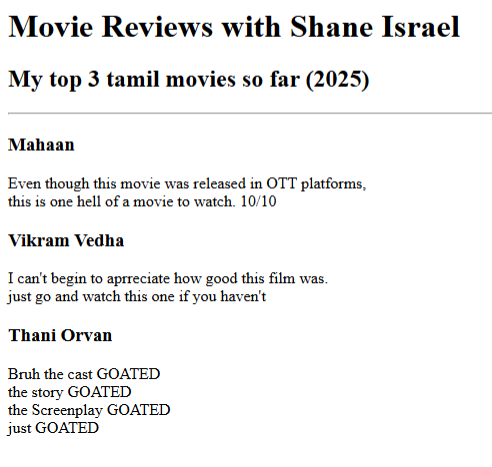 Movie Reviews with Shane Israel
My top 3 tamil movies so far (2025)
Mahaan
Even though this movie was released in OTT platforms,
this is one hell of a movie to watch. 10/10
Vikram Vedha
I can't begin to aprreciate how good this film was.
just go and watch this one if you haven't
Thani Orvan
Bruh the cast GOATED
the story GOATED
the Screenplay GOATED
just GOATED